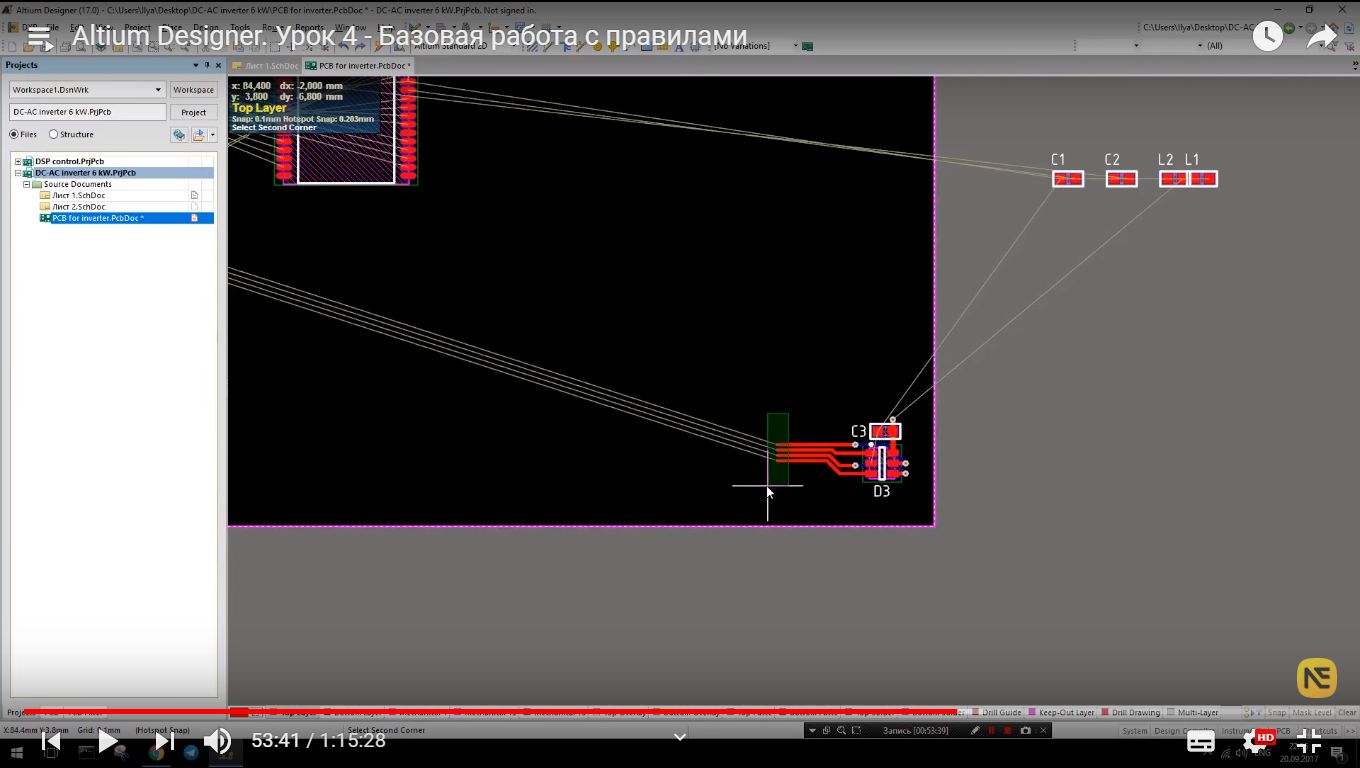 Altium Designer (17.0) - C:\Users\Ilya\Desktop\DC-AC inverter 6 kW\PCB for inverter.PcbDoc * - DC-AC inverter 6 kW.PrjPcb. Not signed in.
Altium Designer. Урок 4 - Базовая работа с правилами
C:\Users\Ilya\Desktop\DC-AC
Reports
Window
Altium Standard 2D
[No Variations]
(All)
Projects
Лист 1.SchDoc
PCB for inverter.PcbDoc *
Workspace1.DsnWrk
Workspace
DC-AC inverter 6 kW.PrjPcb
Project
Files
Structure
DSP control.PrjPcb
DC-AC inverter 6 kW.PrjPcb
Source Documents
Лист 1.SchDoc
Лист 2.SchDoc
PCB for inverter.PcbDoc *
x: 84,400 dx: -2,000 mm
y: 3,800 dy: -6,800 mm
Top Layer
Snap: 0.1mm Hotspot Snap: 0.203mm
Select Second Corner
C1
C2
L2
L1
C3
D3
NE
Keep-Out Layer
Drill Guide
Drill Drawing
Multi-Layer
Snap
Mask Level
Clear
X:84.4mm Y:3.8mm
Grid: 0.1mm
(Hotspot Snap)
Select Second Corner
Запись [00:53:39]
System
PCB
Shortcuts
53:41 / 1:15:28
HD
ENG
20.09.2017